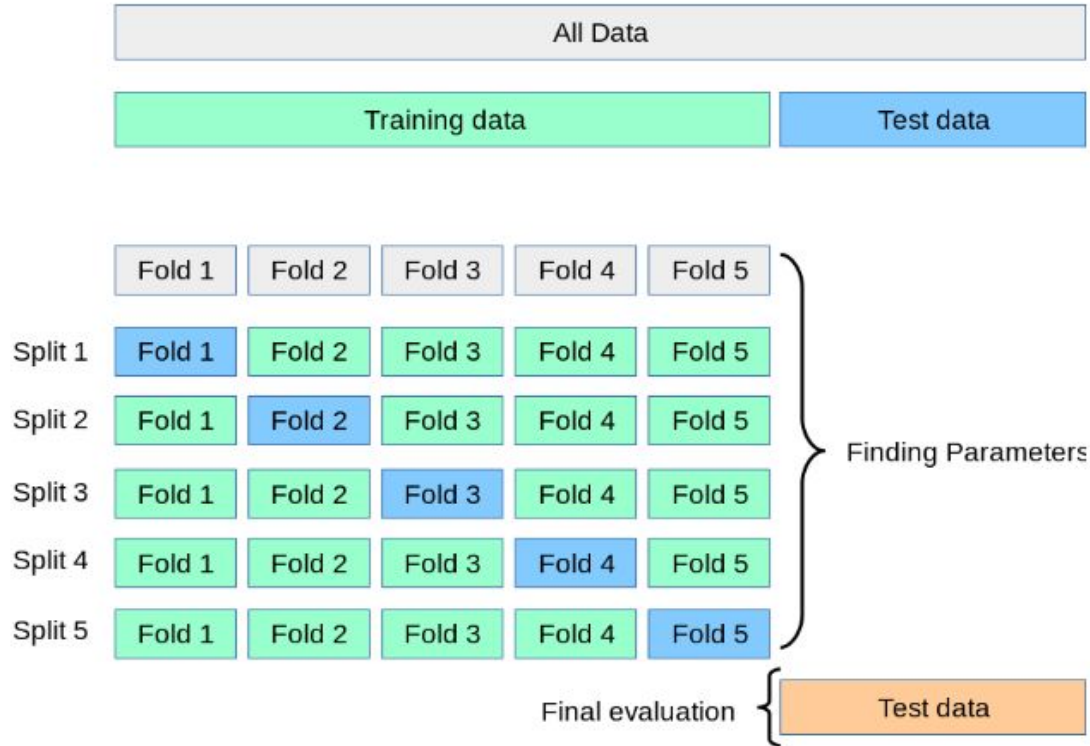 All Data
Training data Test data
Fold 1 Fold 2 Fold 3 Fold 4 Fold 5
Split 1 Fold 1 Fold 2 Fold 3 Fold 4 Fold 5
Split 2 Fold 1 Fold 2 Fold 3 Fold 4 Fold 5
Finding Parameters
Split 3 Fold 1 Fold 2 Fold 3 Fold 4 Fold 5
Split 4 Fold 1 Fold 2 Fold 3 Fold 4 Fold 5
Split 5 Fold 1 Fold 2 Fold 3 Fold 4 Fold 5
Final evaluation Test data